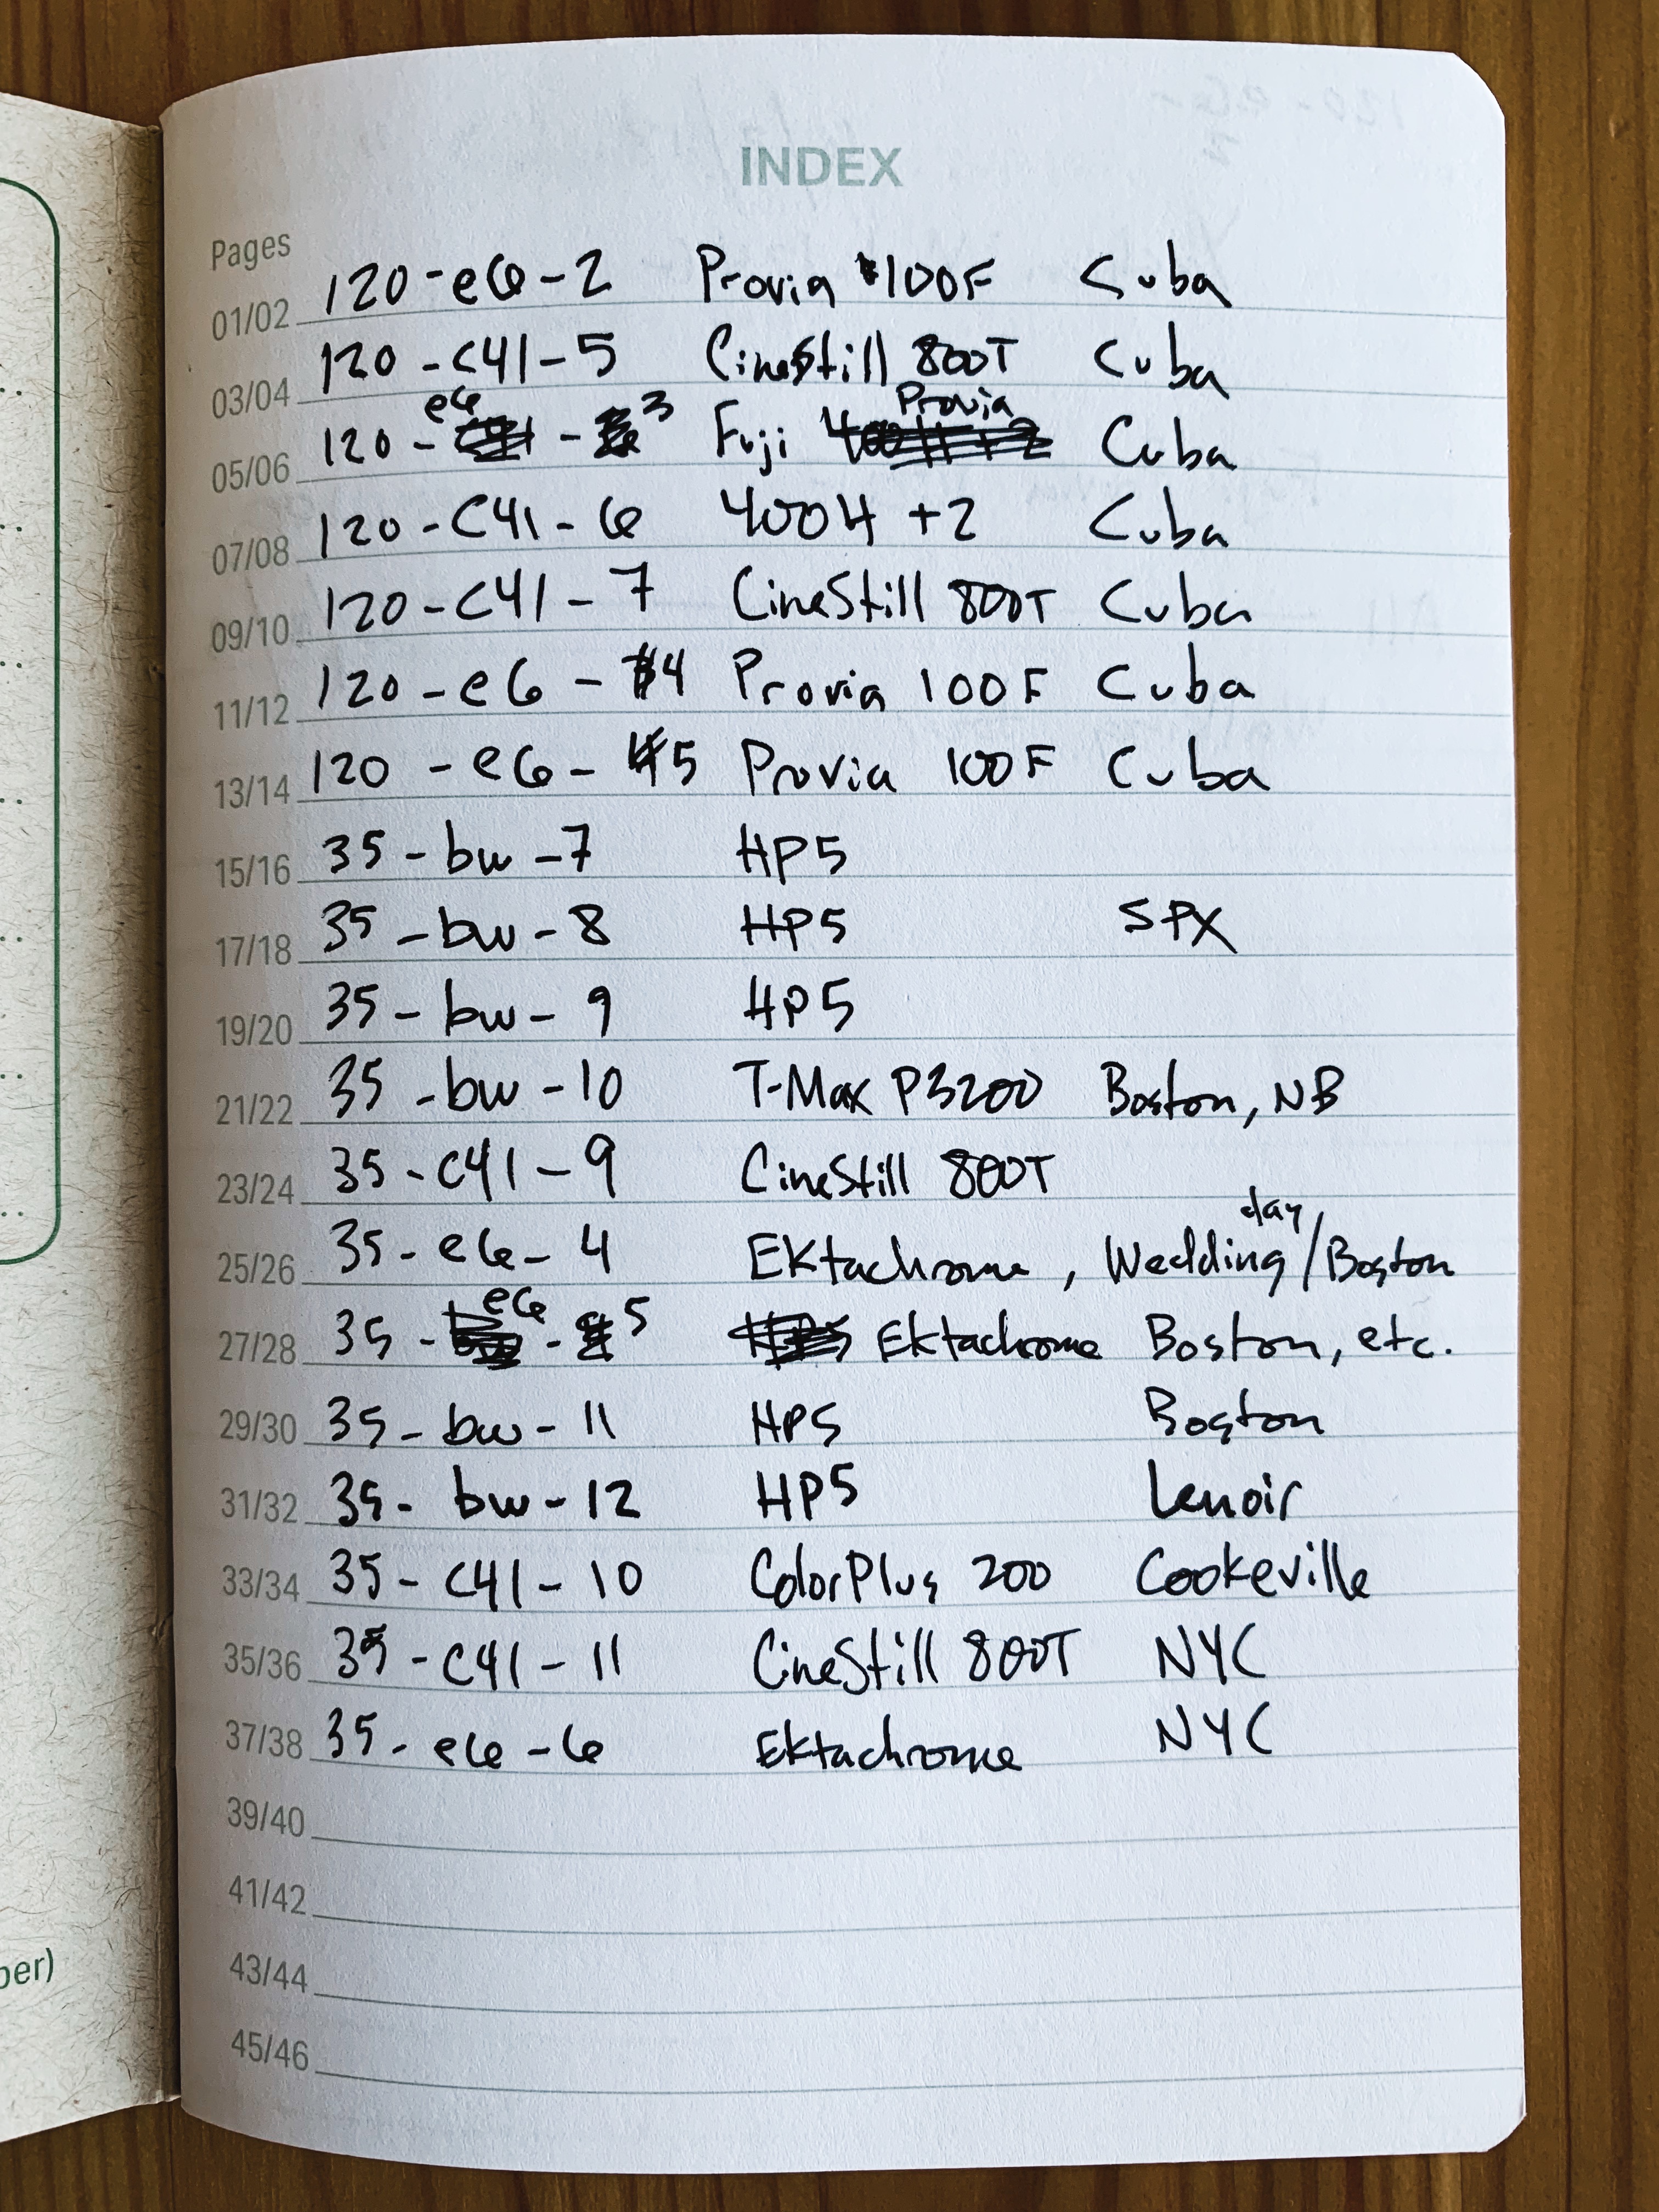 INDEX
Pages
01/02 120-e6-2 Provia 100F Cuba
03/04 120-C41-5 CineStill 800T Cuba
05/06 120-e6-3 Fuji Provia Cuba
07/08 120-C41-6 400H +2 Cuba
09/10 120-C41-7 CineStill 800T Cuba
11/12 120-e6-4 Provia 100F Cuba
13/14 120-e6-5 Provia 100F Cuba
15/16 35-bw-7 HP5
17/18 35-bw-8 HP5 SPX
19/20 35-bw-9 HP5
21/22 35-bw-10 T-Max P3200 Boston, NB
23/24 35-C41-9 CineStill 800T
25/26 35-e6-4 Ektachrome, Wedding day/Boston
27/28 35-e6-5 Ektachrome Boston, etc.
29/30 35-bw-11 HP5 Boston
31/32 35-bw-12 HP5 Lenoir
33/34 35-C41-10 ColorPlus 200 Cookeville
35/36 35-C41-11 CineStill 800T NYC
37/38 35-e6-6 Ektachrome NYC
39/40
41/42
43/44
45/46